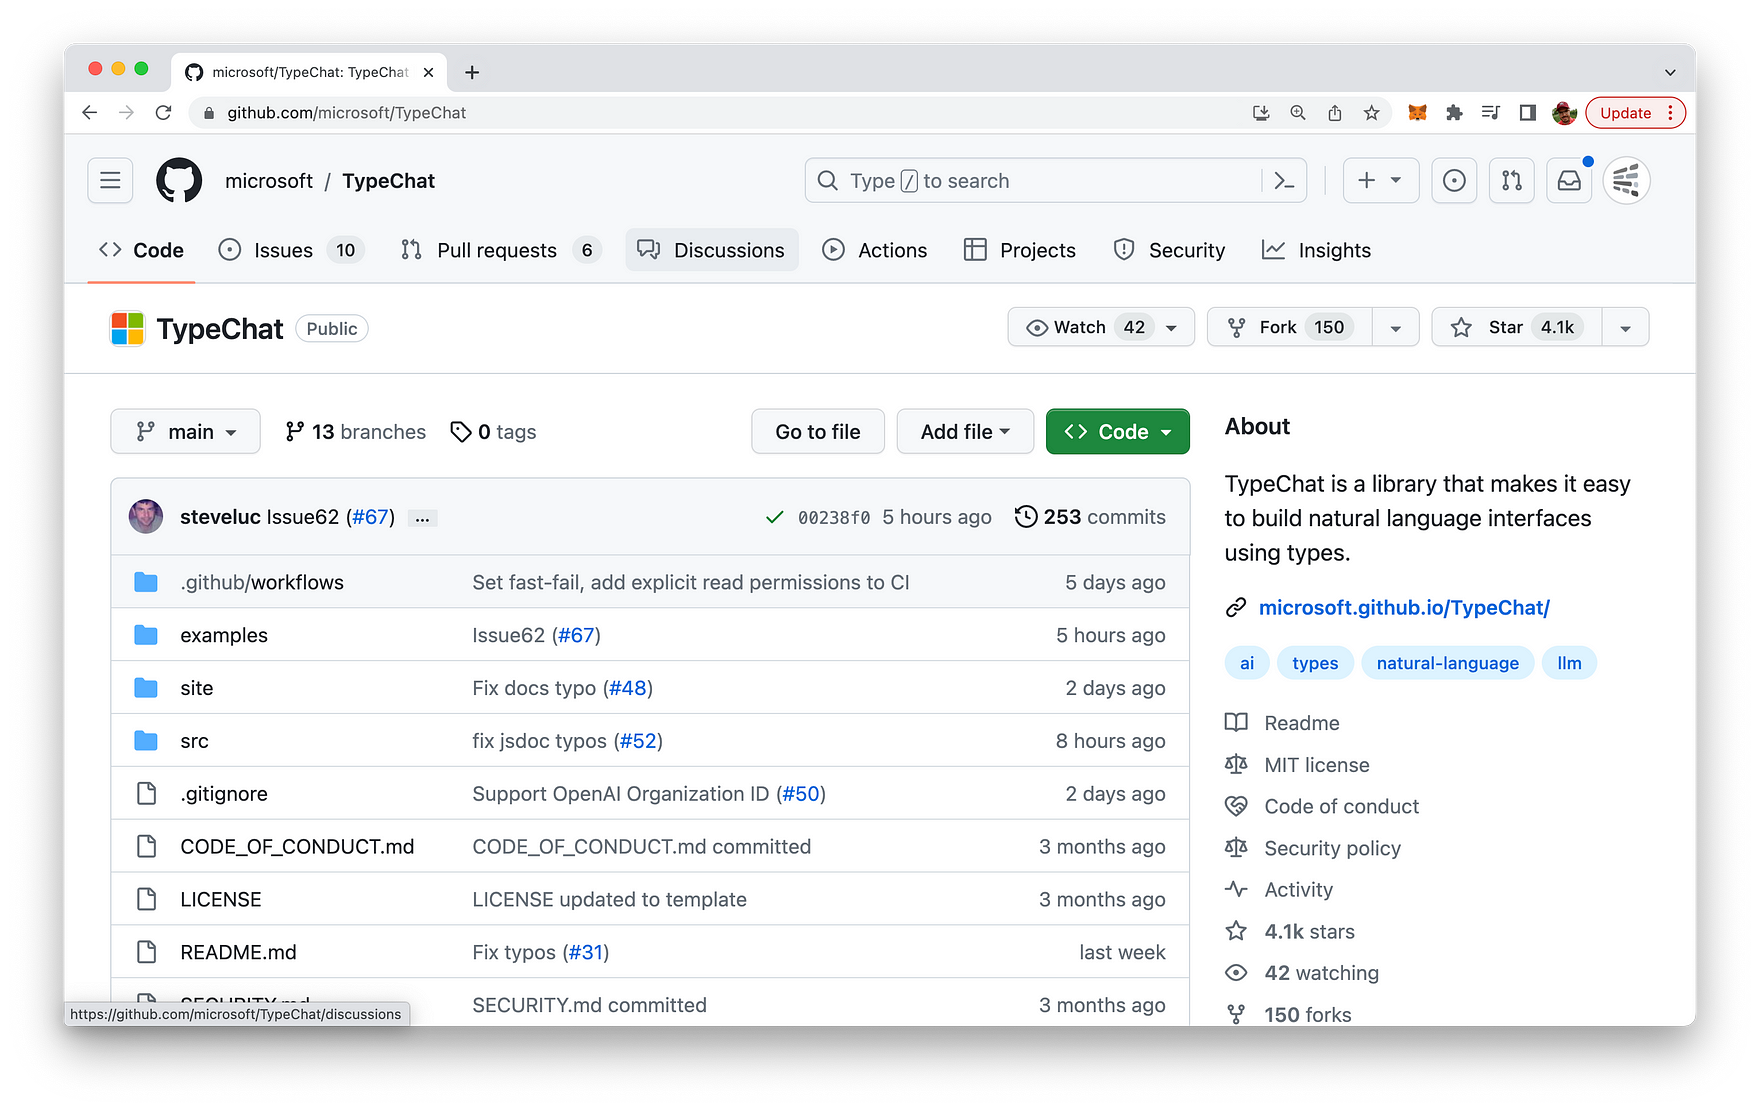 microsoft/TypeChat: TypeChat
github.com/microsoft/TypeChat
Update
microsoft / TypeChat
Type / to search
Code
Issues 10
Pull requests 6
Discussions
Actions
Projects
Security
Insights
TypeChat Public
Watch 42
Fork 150
Star 4.1k
main
13 branches
0 tags
Go to file
Add file
Code
steveluc Issue62 (#67) ...
00238f0 5 hours ago
253 commits
.github/workflows Set fast-fail, add explicit read permissions to CI 5 days ago
examples Issue62 (#67) 5 hours ago
site Fix docs typo (#48) 2 days ago
src fix jsdoc typos (#52) 8 hours ago
.gitignore Support OpenAI Organization ID (#50) 2 days ago
CODE_OF_CONDUCT.md CODE_OF_CONDUCT.md committed 3 months ago
LICENSE LICENSE updated to template 3 months ago
README.md Fix typos (#31) last week
SECURITY.md SECURITY.md committed 3 months ago
https://github.com/microsoft/TypeChat/discussions
About
TypeChat is a library that makes it easy
to build natural language interfaces
using types.
microsoft.github.io/TypeChat/
ai types natural-language llm
Readme
MIT license
Code of conduct
Security policy
Activity
4.1k stars
42 watching
150 forks